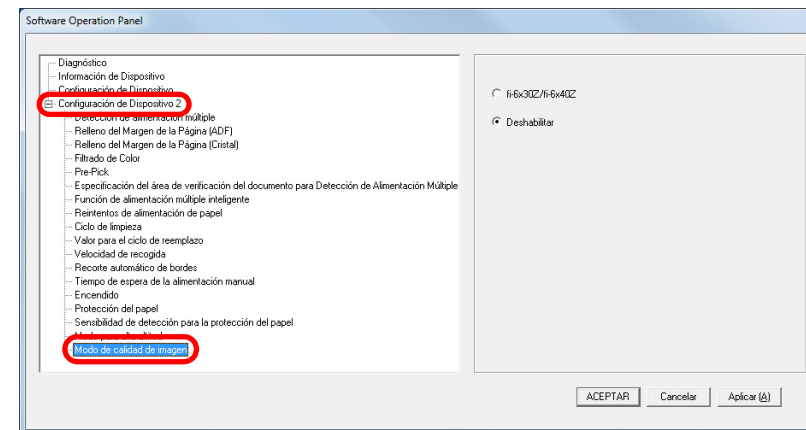 Software Operation Panel
Diagnóstico
Información de Dispositivo
Configuración de Dispositivo
Configuración de Dispositivo 2
Detección de alimentación múltiple
Relleno del Margen de la Página (ADF)
Relleno del Margen de la Página (Cristal)
Filtrado de Color
Pre-Pick
Especificación del área de verificación del documento para Detección de Alimentación Múltiple
Función de alimentación múltiple inteligente
Reintentos de alimentación de papel
Ciclo de limpieza
Valor para el ciclo de reemplazo
Velocidad de recogida
Recorte automático de bordes
Tiempo de espera de la alimentación manual
Encendido
Protección del papel
Sensibilidad de detección para la protección del papel
Modo para alta altitud
Modo de calidad de imagen
fi-6x30Z/fi-6x40Z
Deshabilitar
ACEPTAR Cancelar Aplicar (A)